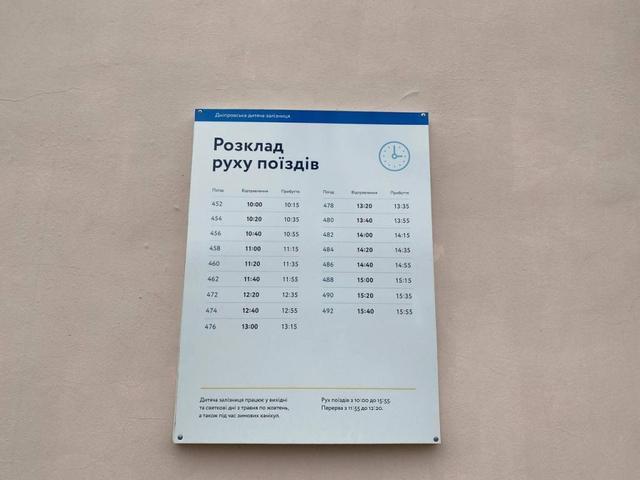 Дніпровська дитяча залізниця
Розклад
руху поїздів
Поїзд Відправлення Прибуття
452 10:00 10:15
454 10:20 10:35
456 10:40 10:55
458 11:00 11:15
460 11:20 11:35
462 11:40 11:55
472 12:20 12:35
474 12:40 12:55
476 13:00 13:15
Поїзд Відправлення Прибуття
478 13:20 13:35
480 13:40 13:55
482 14:00 14:15
484 14:20 14:35
486 14:40 14:55
488 15:00 15:15
490 15:20 15:35
492 15:40 15:55
Дитяча залізниця працює у вихідні
та святкові дні з травня по жовтень,
а також під час зимових канікул.
Рух поїздів з 10:00 до 15:55.
Перерва з 11:55 до 12:20.